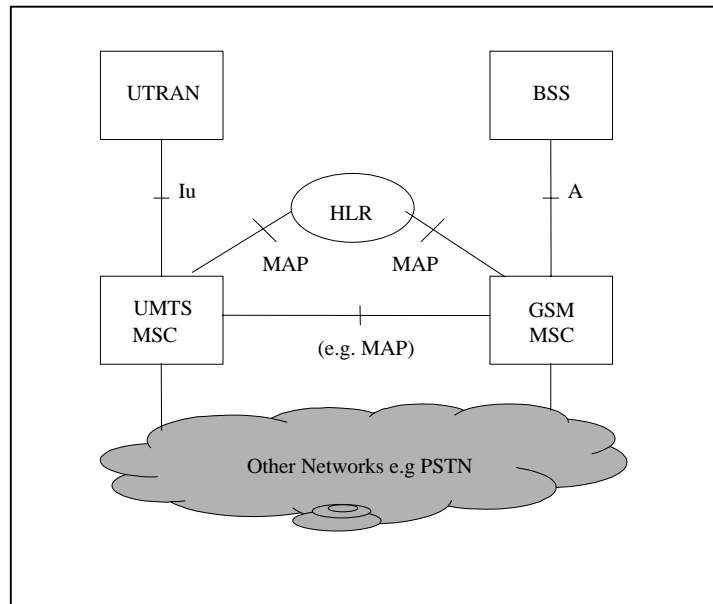 UTRAN
BSS
Iu
HLR
A
MAP
MAP
UMTS
MSC
GSM
MSC
(e.g. MAP)
Other Networks e.g PSTN